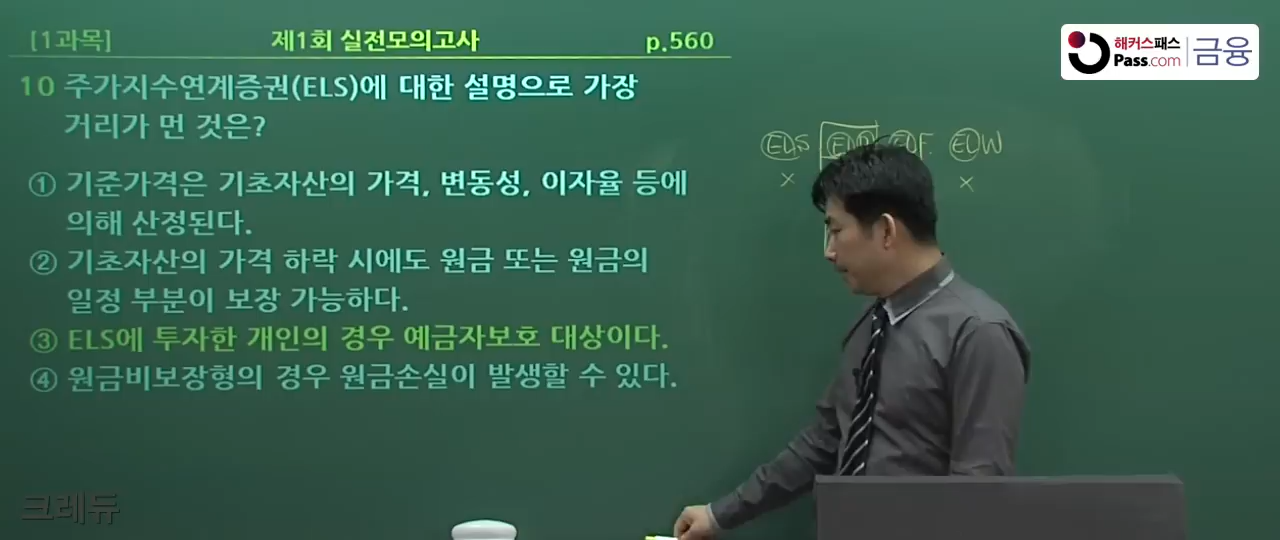 [1과목] 제1회 실전모의고사 p.560
해커스패스
Pass.com 금융
10 주가지수연계증권(ELS)에 대한 설명으로 가장
거리가 먼 것은?
ELS ELW
× ×
① 기준가격은 기초자산의 가격, 변동성, 이자율 등에
의해 산정된다.
② 기초자산의 가격 하락 시에도 원금 또는 원금의
일정 부분이 보장 가능하다.
③ ELS에 투자한 개인의 경우 예금자보호 대상이다.
④ 원금비보장형의 경우 원금손실이 발생할 수 있다.
크레듀